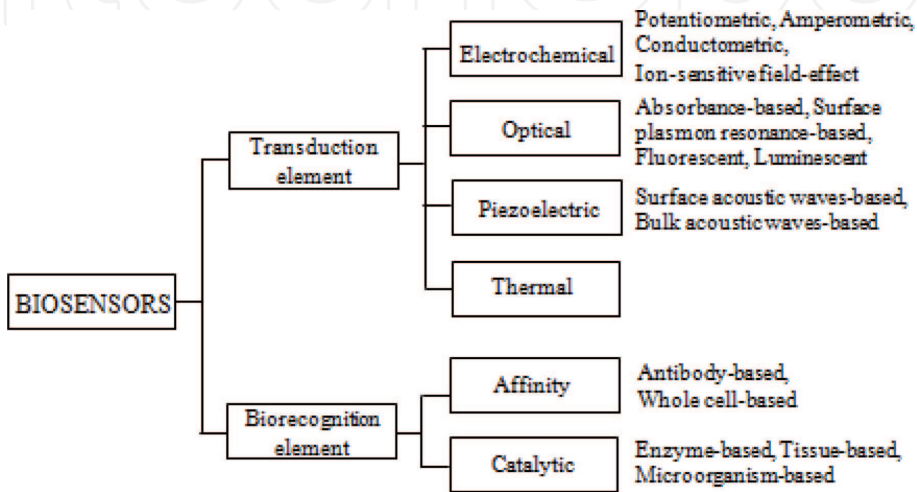 Potentiometric, Amperometric,
Conductometric,
Ion-sensitive field-effect
Electrochemical
Absorbance-based, Surface
plasmon resonance-based,
Fluorescent, Luminescent
Optical
Transduction
element
Surface acoustic waves-based,
Bulk acoustic waves-based
Piezoelectric
Thermal
BIOSENSORS
Affinity
Antibody-based,
Whole cell-based
Biorecognition
element
Catalytic
Enzyme-based, Tissue-based,
Microorganism-based